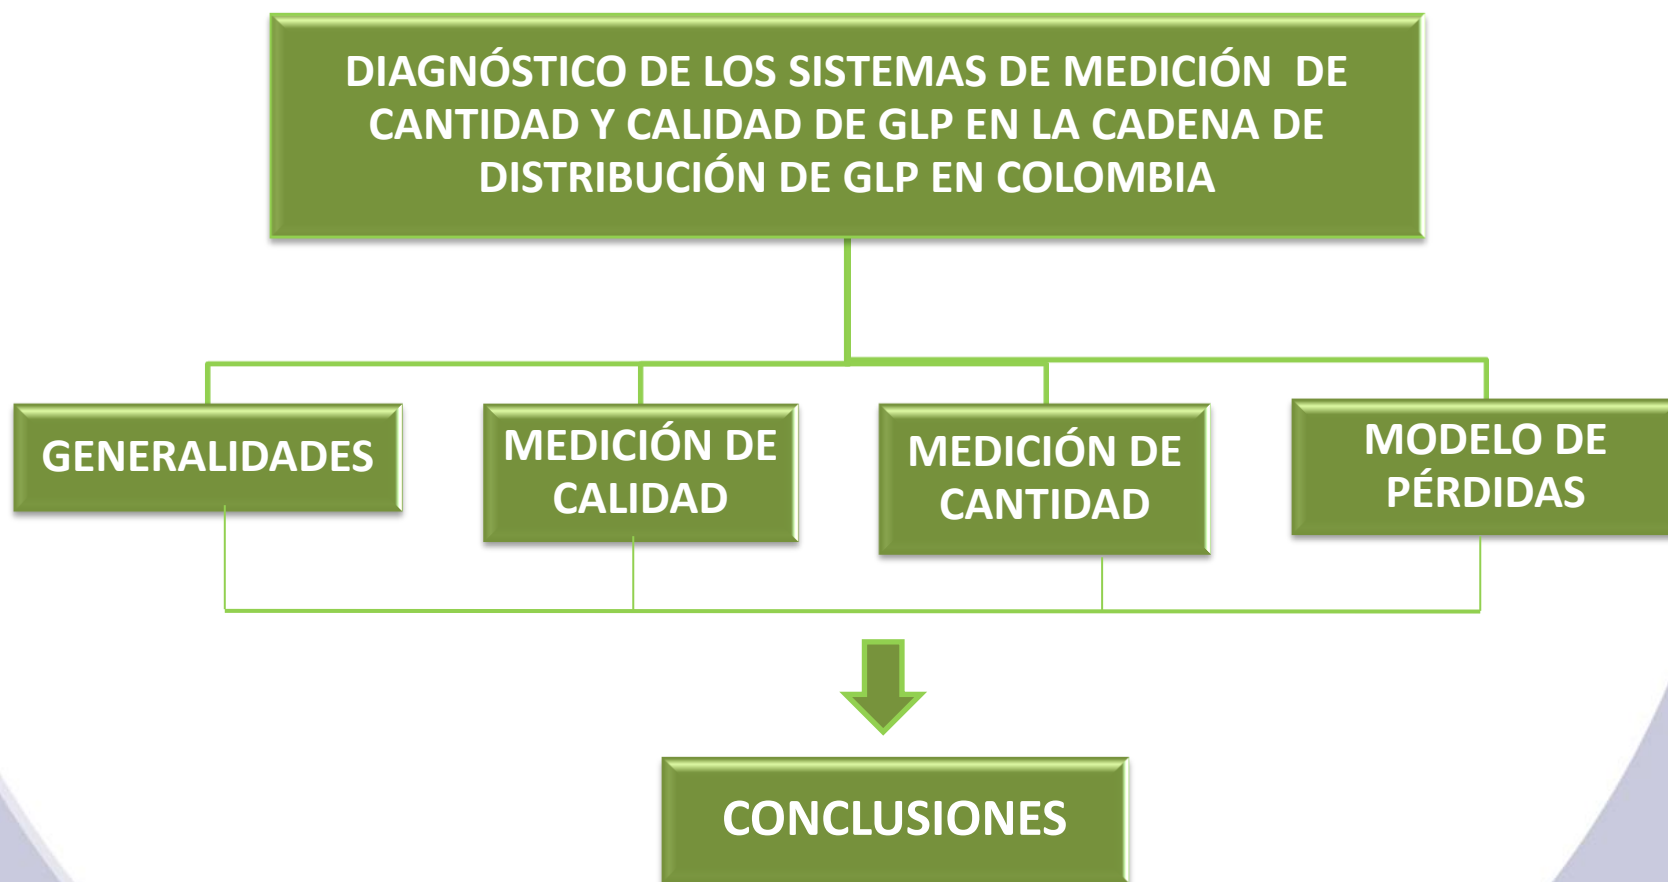 DIAGNÓSTICO DE LOS SISTEMAS DE MEDICIÓN  DE
CANTIDAD Y CALIDAD DE GLP EN LA CADENA DE
DISTRIBUCIÓN DE GLP EN COLOMBIA
GENERALIDADES
MEDICIÓN DE
CALIDAD
MEDICIÓN DE
CANTIDAD
MODELO DE
PÉRDIDAS
CONCLUSIONES